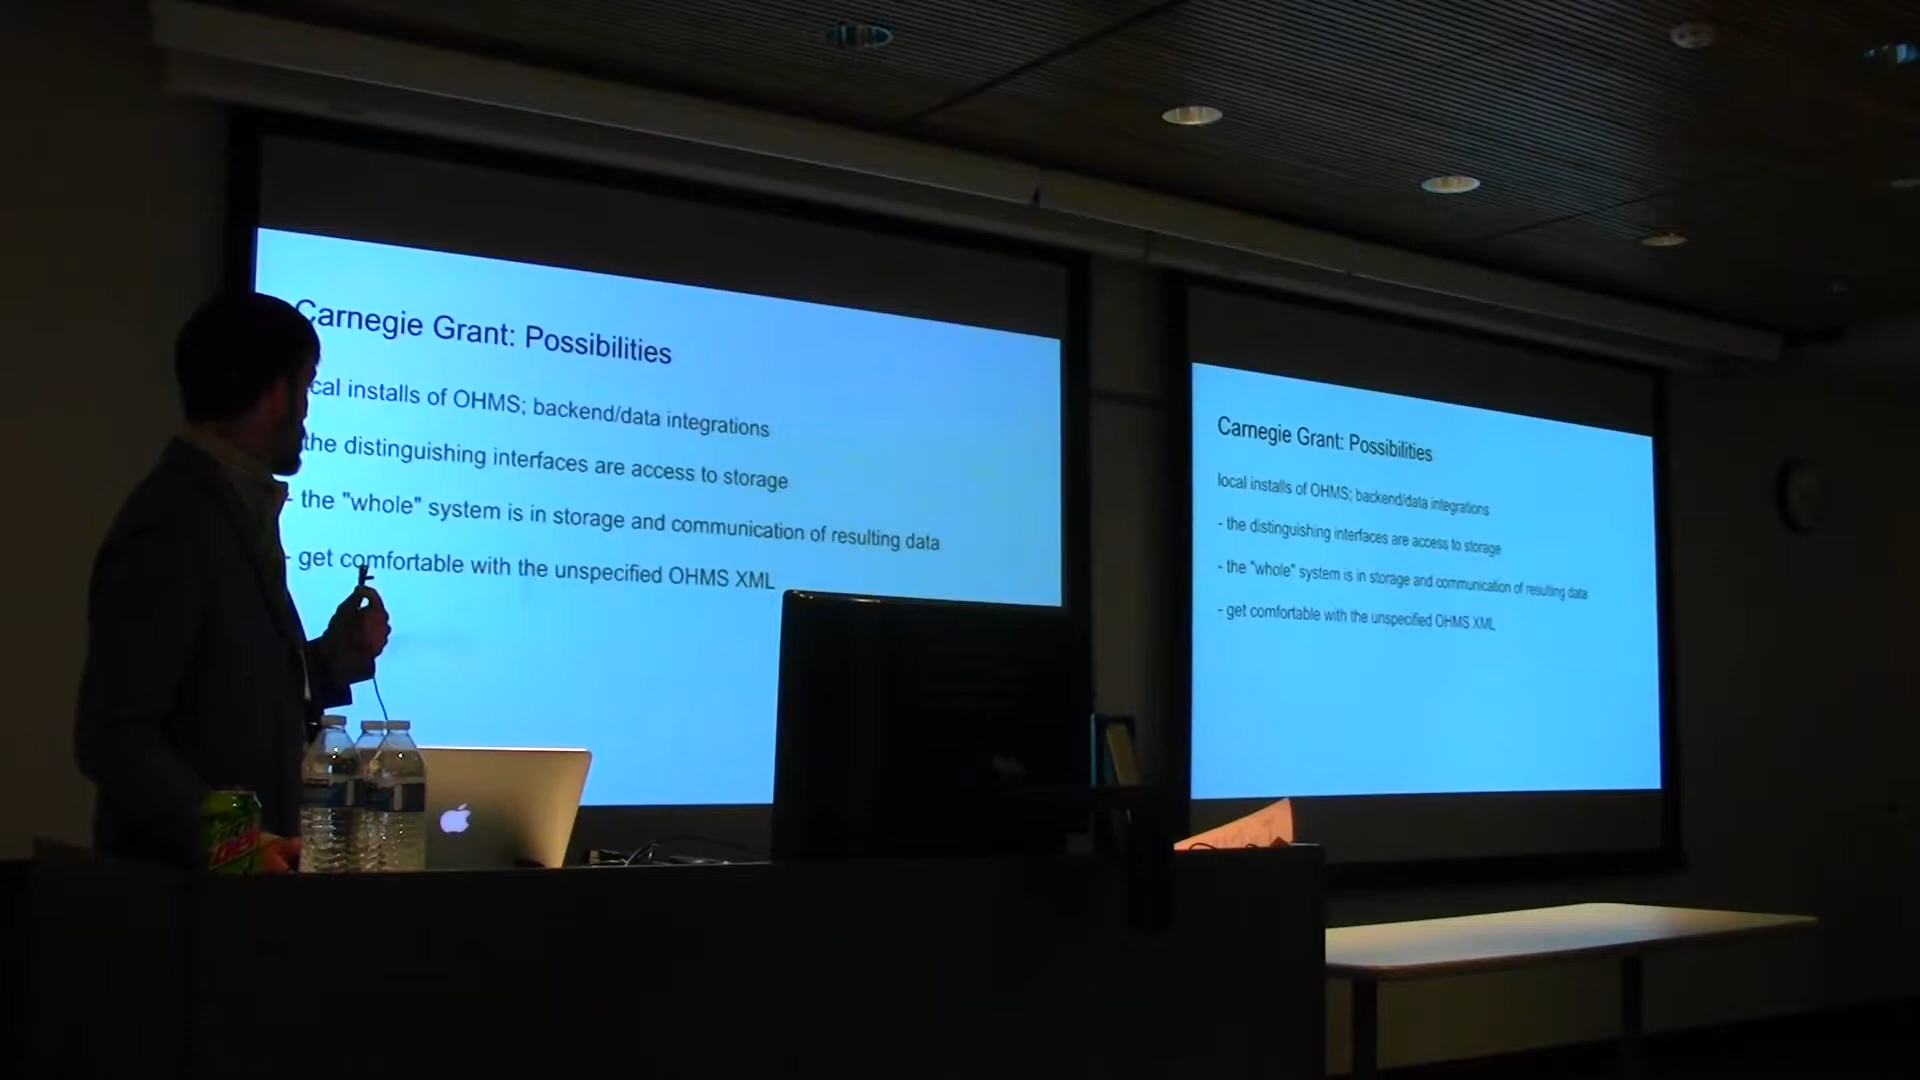 Carnegie Grant: Possibilities
cal installs of OHMS; backend/data integrations
the distinguishing interfaces are access to storage
- the "whole" system is in storage and communication of resulting data
- get comfortable with the unspecified OHMS XML
Carnegie Grant: Possibilities
local installs of OHMS; backend/data integrations
- the distinguishing interfaces are access to storage
- the "whole" system is in storage and communication of resulting data
- get comfortable with the unspecified OHMS XML